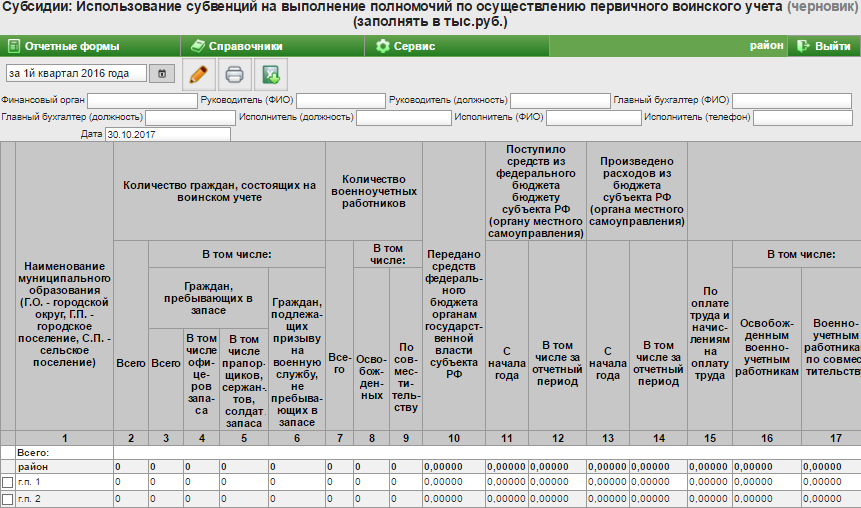 Субсидии: Использование субвенций на выполнение полномочий по осуществлению первичного воинского учета (черновик)
(заполнять в тыс.руб.)
Отчетные формы Справочники Сервис район Выйти
за 1й квартал 2016 года
Финансовый орган Руководитель (ФИО) Руководитель (должность) Главный бухгалтер (ФИО)
Главный бухгалтер (должность) Исполнитель (должность) Исполнитель (ФИО) Исполнитель (телефон)
Дата 30.10.2017
Наименование
муниципального
образования
(Г.О. - городской
округ, Г.П. -
городское
поселение, С.П. -
сельское
поселение)
Количество граждан, состоящих на
воинском учете
Всего
В том числе:
Граждан,
пребывающих в
запасе
Всего
В том
числе
офи-
це-
ров
запа-
са
В том
числе
прапор-
щиков,
сержан-
тов,
солдат
запаса
Граждан,
подлежа-
щих
призыву
на
военную
службу,
не
пребыва-
ющих в
запасе
Количество
военноучетных
работников
Все-
го
В том
числе:
Осво-
бож-
ден-
ных
По
сов-
мес-
ти-
тель-
ству
Передано
средств
федераль-
ного
бюджета
органам
государст-
венной
власти
субъекта
РФ
Поступило
средств из
федерального
бюджета
бюджету
субъекта РФ
(органу местного
самоуправления)
С
начала
года
В том
числе за
отчетный
период
Произведено
расходов из
бюджета
субъекта РФ
(органа местного
самоуправления)
С
начала
года
В том
числе за
отчетный
период
По
оплате
труда и
начис-
лениям
на
оплату
труда
В том числе:
Освобож-
денным
военно-
учетным
работникам
Военно-
учетным
работника
по совмес
тительств
1 2 3 4 5 6 7 8 9 10 11 12 13 14 15 16 17
Всего:
район 0 0 0 0 0 0 0 0 0,00000 0,00000 0,00000 0,00000 0,00000 0,00000 0,00000 0,00000
г.п. 1 0 0 0 0 0 0 0 0 0,00000 0,00000 0,00000 0,00000 0,00000 0,00000 0,00000 0,00000
г.п. 2 0 0 0 0 0 0 0 0 0,00000 0,00000 0,00000 0,00000 0,00000 0,00000 0,00000 0,00000